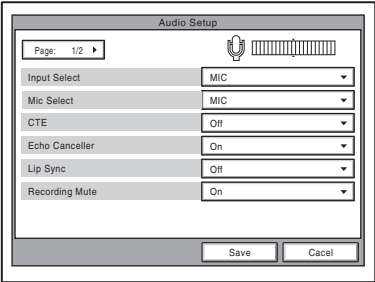 Audio Setup
Page: 1/2
Input Select MIC
Mic Select MIC
CTE Off
Echo Canceller On
Lip Sync Off
Recording Mute On
Save Cacel